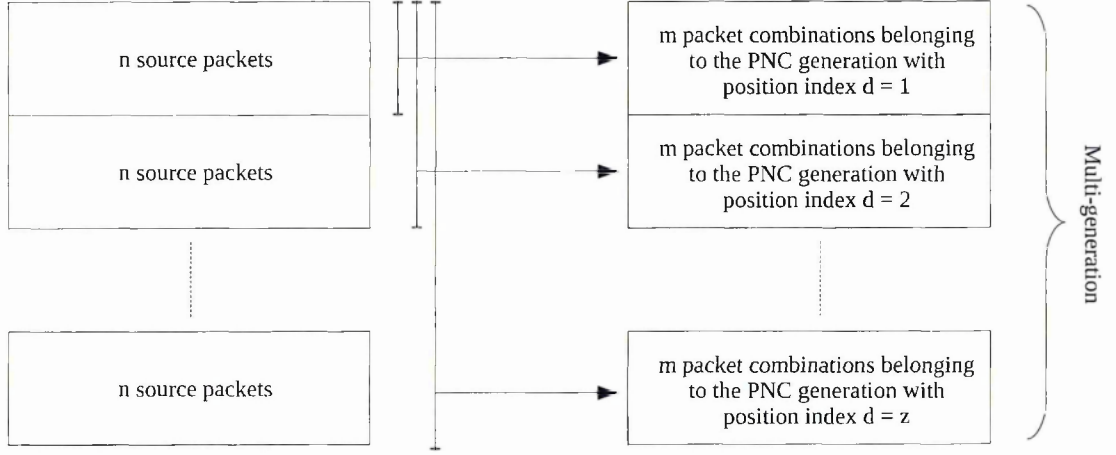 n source packets
m packet combinations belonging
to the PNC generation with
position index d = 1
n source packets
m packet combinations belonging
to the PNC generation with
position index d = 2
n source packets
m packet combinations belonging
to the PNC generation with
position index d = z
Multi-generation